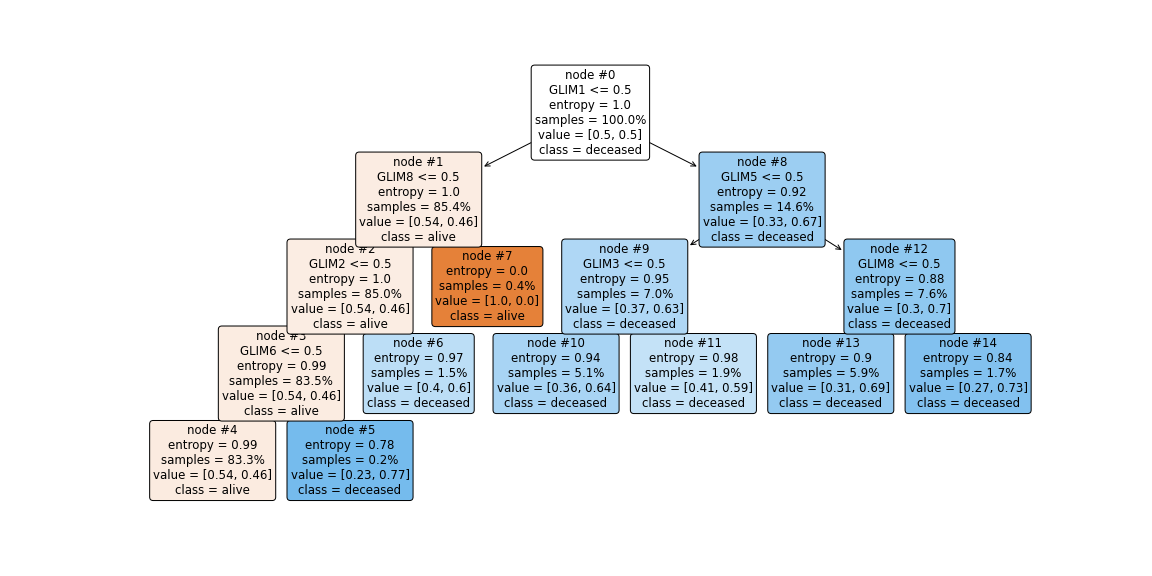 node #0
GLIM1 <= 0.5
entropy = 1.0
samples = 100.0%
value = [0.5, 0.5]
class = deceased
node #1
GLIM8 <= 0.5
entropy = 1.0
samples = 85.4%
value = [0.54, 0.46]
class = alive
node #8
GLIM5 <= 0.5
entropy = 0.92
samples = 14.6%
value = [0.33, 0.67]
class = deceased
node #2
GLIM2 <= 0.5
entropy = 1.0
samples = 85.0%
value = [0.54, 0.46]
class = alive
node #7
entropy = 0.0
samples = 0.4%
value = [1.0, 0.0]
class = alive
node #9
GLIM3 <= 0.5
entropy = 0.95
samples = 7.0%
value = [0.37, 0.63]
class = deceased
node #12
GLIM8 <= 0.5
entropy = 0.88
samples = 7.6%
value = [0.3, 0.7]
class = deceased
node #3
GLIM6 <= 0.5
entropy = 0.99
samples = 83.5%
value = [0.54, 0.46]
class = alive
node #6
entropy = 0.97
samples = 1.5%
value = [0.4, 0.6]
class = deceased
node #10
entropy = 0.94
samples = 5.1%
value = [0.36, 0.64]
class = deceased
node #11
entropy = 0.98
samples = 1.9%
value = [0.41, 0.59]
class = deceased
node #13
entropy = 0.9
samples = 5.9%
value = [0.31, 0.69]
class = deceased
node #14
entropy = 0.84
samples = 1.7%
value = [0.27, 0.73]
class = deceased
node #4
entropy = 0.99
samples = 83.3%
value = [0.54, 0.46]
class = alive
node #5
entropy = 0.78
samples = 0.2%
value = [0.23, 0.77]
class = deceased